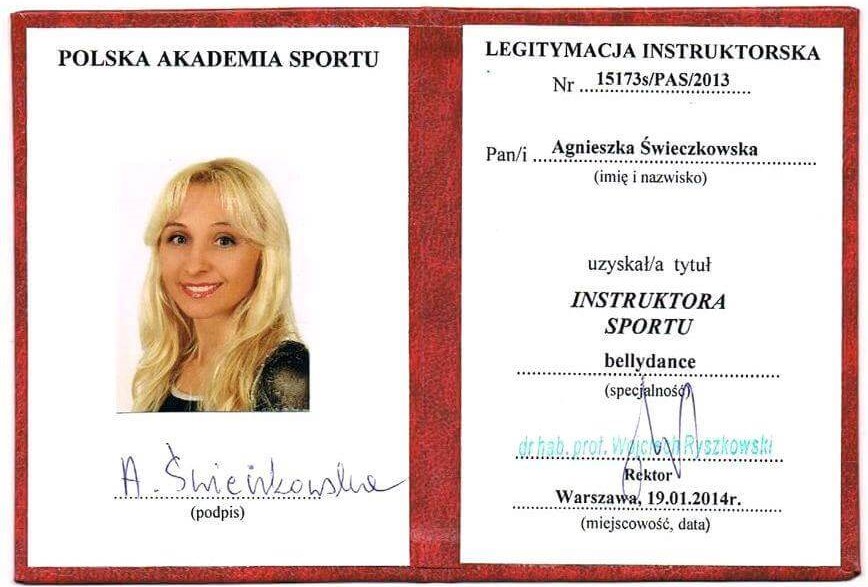 POLSKA AKADEMIA SPORTU
A. Świeczkowska
(podpis)
LEGITYMACJA INSTRUKTORSKA
Nr 15173s/PAS/2013
Pan/i Agnieszka Świeczkowska
(imię i nazwisko)
uzyskał/a tytuł
INSTRUKTORA
SPORTU
bellydance
(specjalność)
dr hab. prof. Wojciech Ryszkowski
Rektor
Warszawa, 19.01.2014r.
(miejscowość, data)